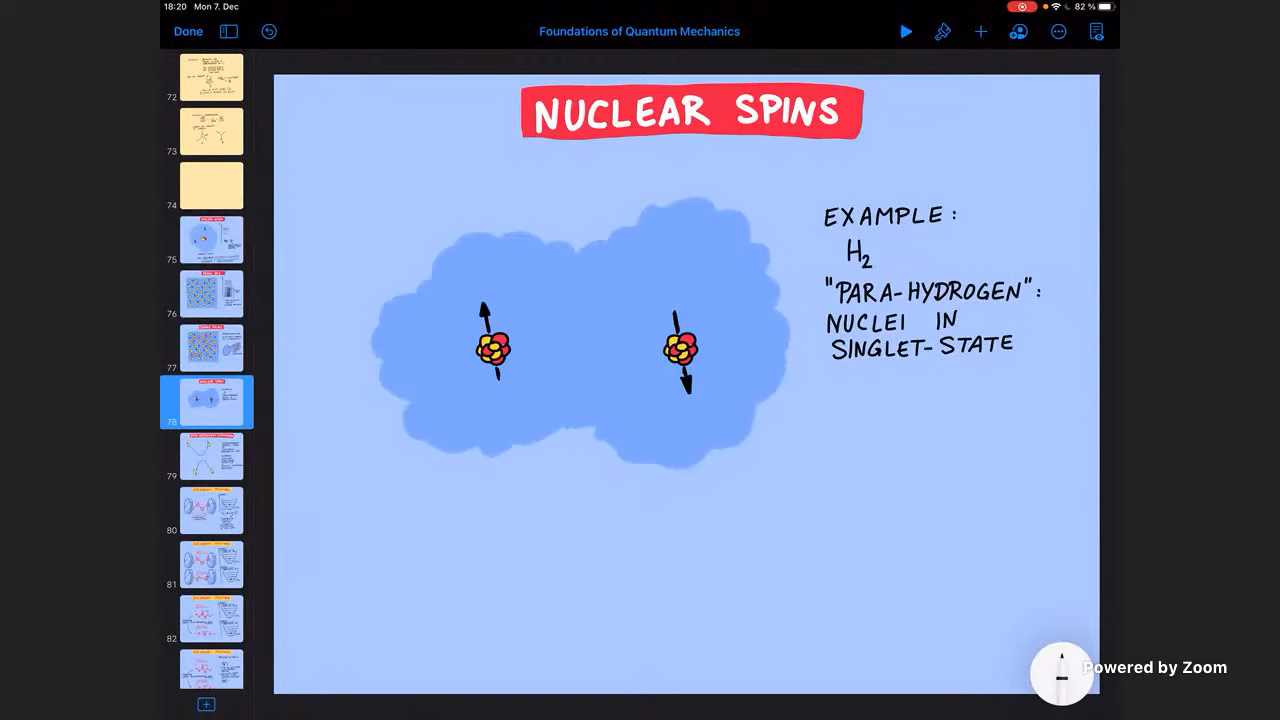 18:20 Mon 7. Dec
82 %
Done
Foundations of Quantum Mechanics
72
73
74
75
76
77
78
79
80
81
82
NUCLEAR SPINS
EXAMPLE:
H2
"PARA-HYDROGEN":
NUCLEI IN
SINGLET-STATE
Powered by Zoom